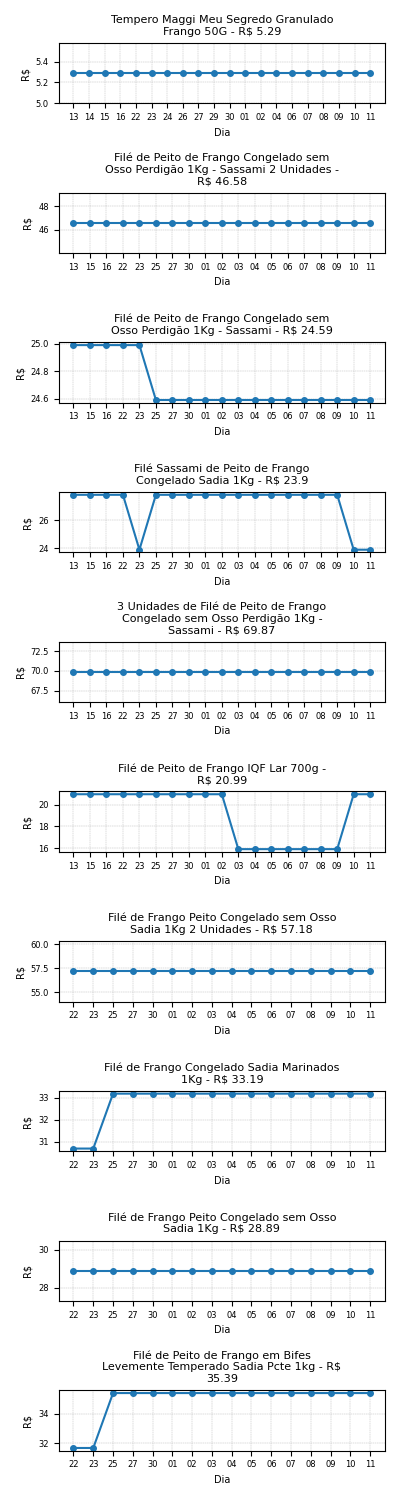 Tempero Maggi Meu Segredo Granulado
Frango 50G - R$ 5.29
R$
5.4
5.2
5.0
13 14 15 16 22 23 24 26 27 29 30 01 02 04 06 07 08 09 10 11
Dia
Filé de Peito de Frango Congelado sem
Osso Perdigão 1Kg - Sassami 2 Unidades -
R$ 46.58
R$
48
46
13 15 16 22 23 25 27 30 01 02 03 04 05 06 07 08 09 10 11
Dia
Filé de Peito de Frango Congelado sem
Osso Perdigão 1Kg - Sassami - R$ 24.59
R$
25.0
24.8
24.6
13 15 16 22 23 25 27 30 01 02 03 04 05 06 07 08 09 10 11
Dia
Filé Sassami de Peito de Frango
Congelado Sadia 1Kg - R$ 23.9
R$
26
24
13 15 16 22 23 25 27 30 01 02 03 04 05 06 07 08 09 10 11
Dia
3 Unidades de Filé de Peito de Frango
Congelado sem Osso Perdigão 1Kg -
Sassami - R$ 69.87
R$
72.5
70.0
67.5
13 15 16 22 23 25 27 30 01 02 03 04 05 06 07 08 09 10 11
Dia
Filé de Peito de Frango IQF Lar 700g -
R$ 20.99
R$
20
18
16
13 15 16 22 23 25 27 30 01 02 03 04 05 06 07 08 09 10 11
Dia
Filé de Frango Peito Congelado sem Osso
Sadia 1Kg 2 Unidades - R$ 57.18
R$
60.0
57.5
55.0
22 23 25 27 30 01 02 03 04 05 06 07 08 09 10 11
Dia
Filé de Frango Congelado Sadia Marinados
1Kg - R$ 33.19
R$
33
32
31
22 23 25 27 30 01 02 03 04 05 06 07 08 09 10 11
Dia
Filé de Frango Peito Congelado sem Osso
Sadia 1Kg - R$ 28.89
R$
30
28
22 23 25 27 30 01 02 03 04 05 06 07 08 09 10 11
Dia
Filé de Peito de Frango em Bifes
Levemente Temperado Sadia Pcte 1kg - R$
35.39
R$
34
32
22 23 25 27 30 01 02 03 04 05 06 07 08 09 10 11
Dia